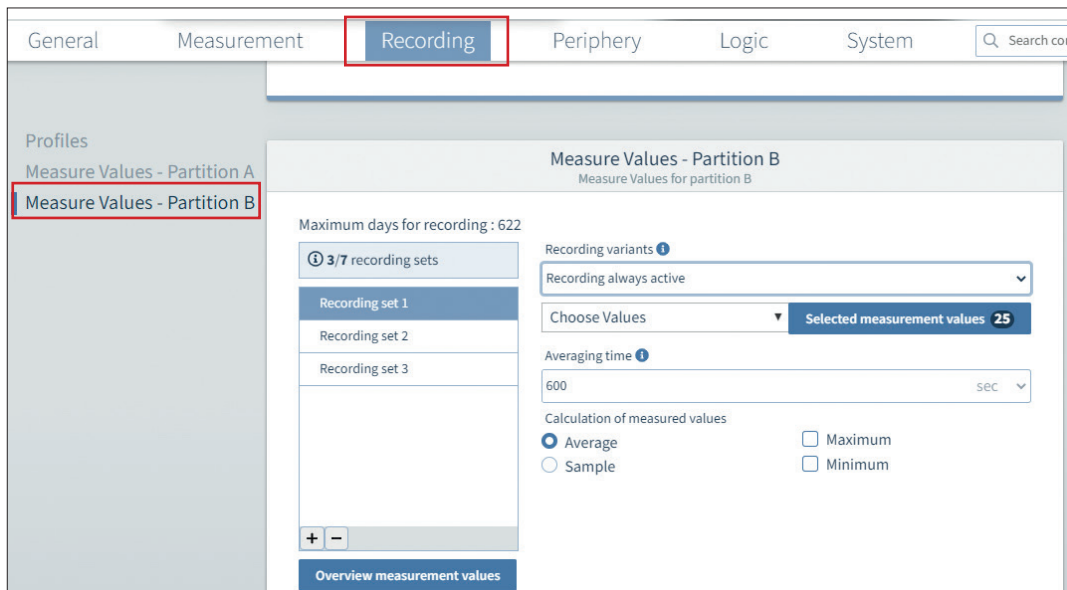 General Measurement Recording Periphery Logic System Search con
Profiles
Measure Values - Partition A
Measure Values - Partition B
Measure Values - Partition B
Measure Values for partition B
Maximum days for recording : 622
3/7 recording sets
Recording set 1
Recording set 2
Recording set 3
+ −
Overview measurement values
Recording variants
Recording always active
Choose Values
Selected measurement values 25
Averaging time
600 sec
Calculation of measured values
Average
Sample
Maximum
Minimum